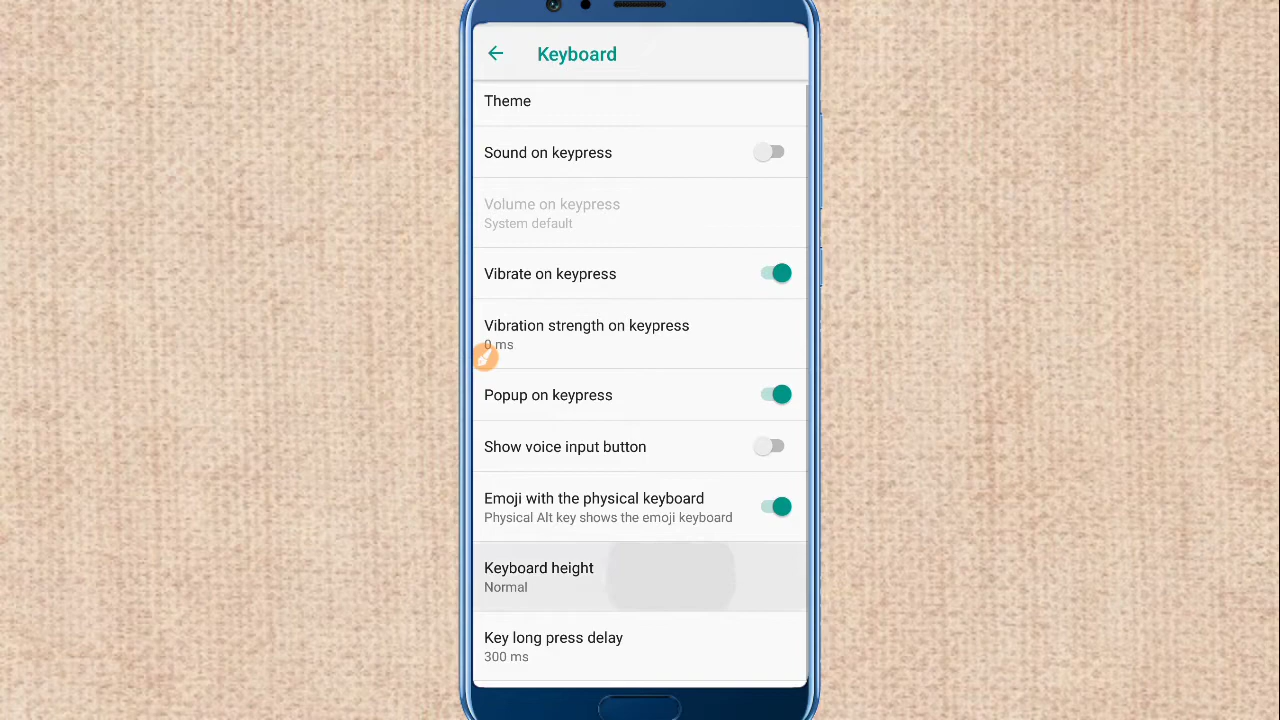 Keyboard
Theme
Sound on keypress
Volume on keypress
System default
Vibrate on keypress
Vibration strength on keypress
0 ms
Popup on keypress
Show voice input button
Emoji with the physical keyboard
Physical Alt key shows the emoji keyboard
Keyboard height
Normal
Key long press delay
300 ms